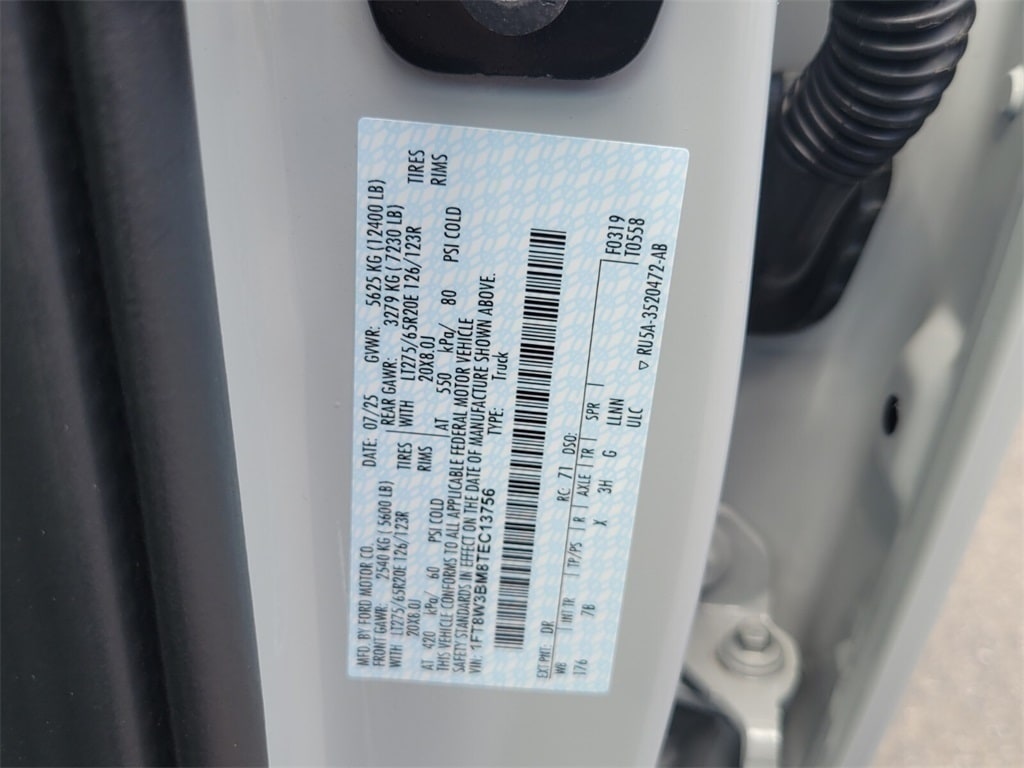 MFD. BY FORD MOTOR CO. DATE: 07/25 GVWR: 5625 KG (12400 LB)
FRONT GAWR: 2540 KG (5600 LB) REAR GAWR: 3279 KG (7230 LB)
WITH LT275/65R20E 126/123R TIRES WITH LT275/65R20E 126/123R TIRES
20X8.0J RIMS 20X8.0J RIMS
AT 420 kPa/ 60 PSI COLD AT 550 kPa/ 80 PSI COLD
THIS VEHICLE CONFORMS TO ALL APPLICABLE FEDERAL MOTOR VEHICLE
SAFETY STANDARDS IN EFFECT ON THE DATE OF MANUFACTURE SHOWN ABOVE.
VIN: 1FT8W3BM8TEC13756 TYPE: Truck
F0319
T0558
EXT PNT: DR RC: 71 DSO:
WB INT TR TP/PS R AXLE TR SPR
176 7B X 3H G LLNN
ULC
▽ RU5A-3520472-AB